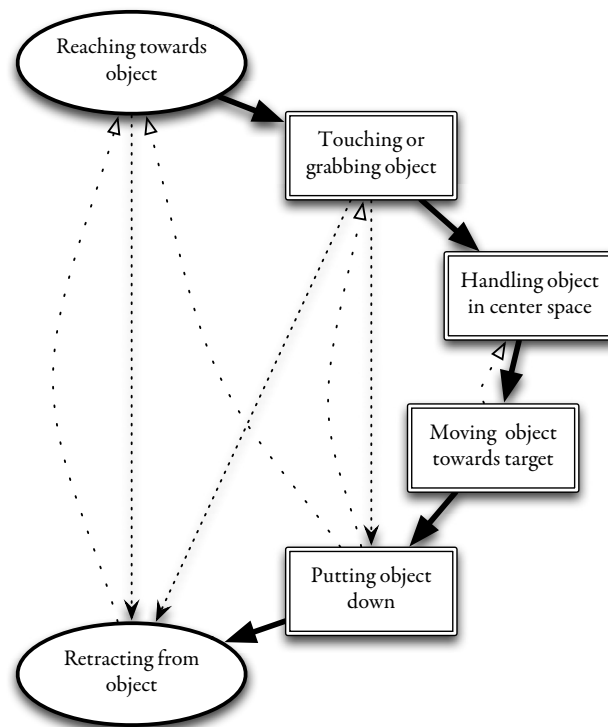 Reaching towards
object
Touching or
grabbing object
Handling object
in center space
Moving object
towards target
Putting object
down
Retracting from
object